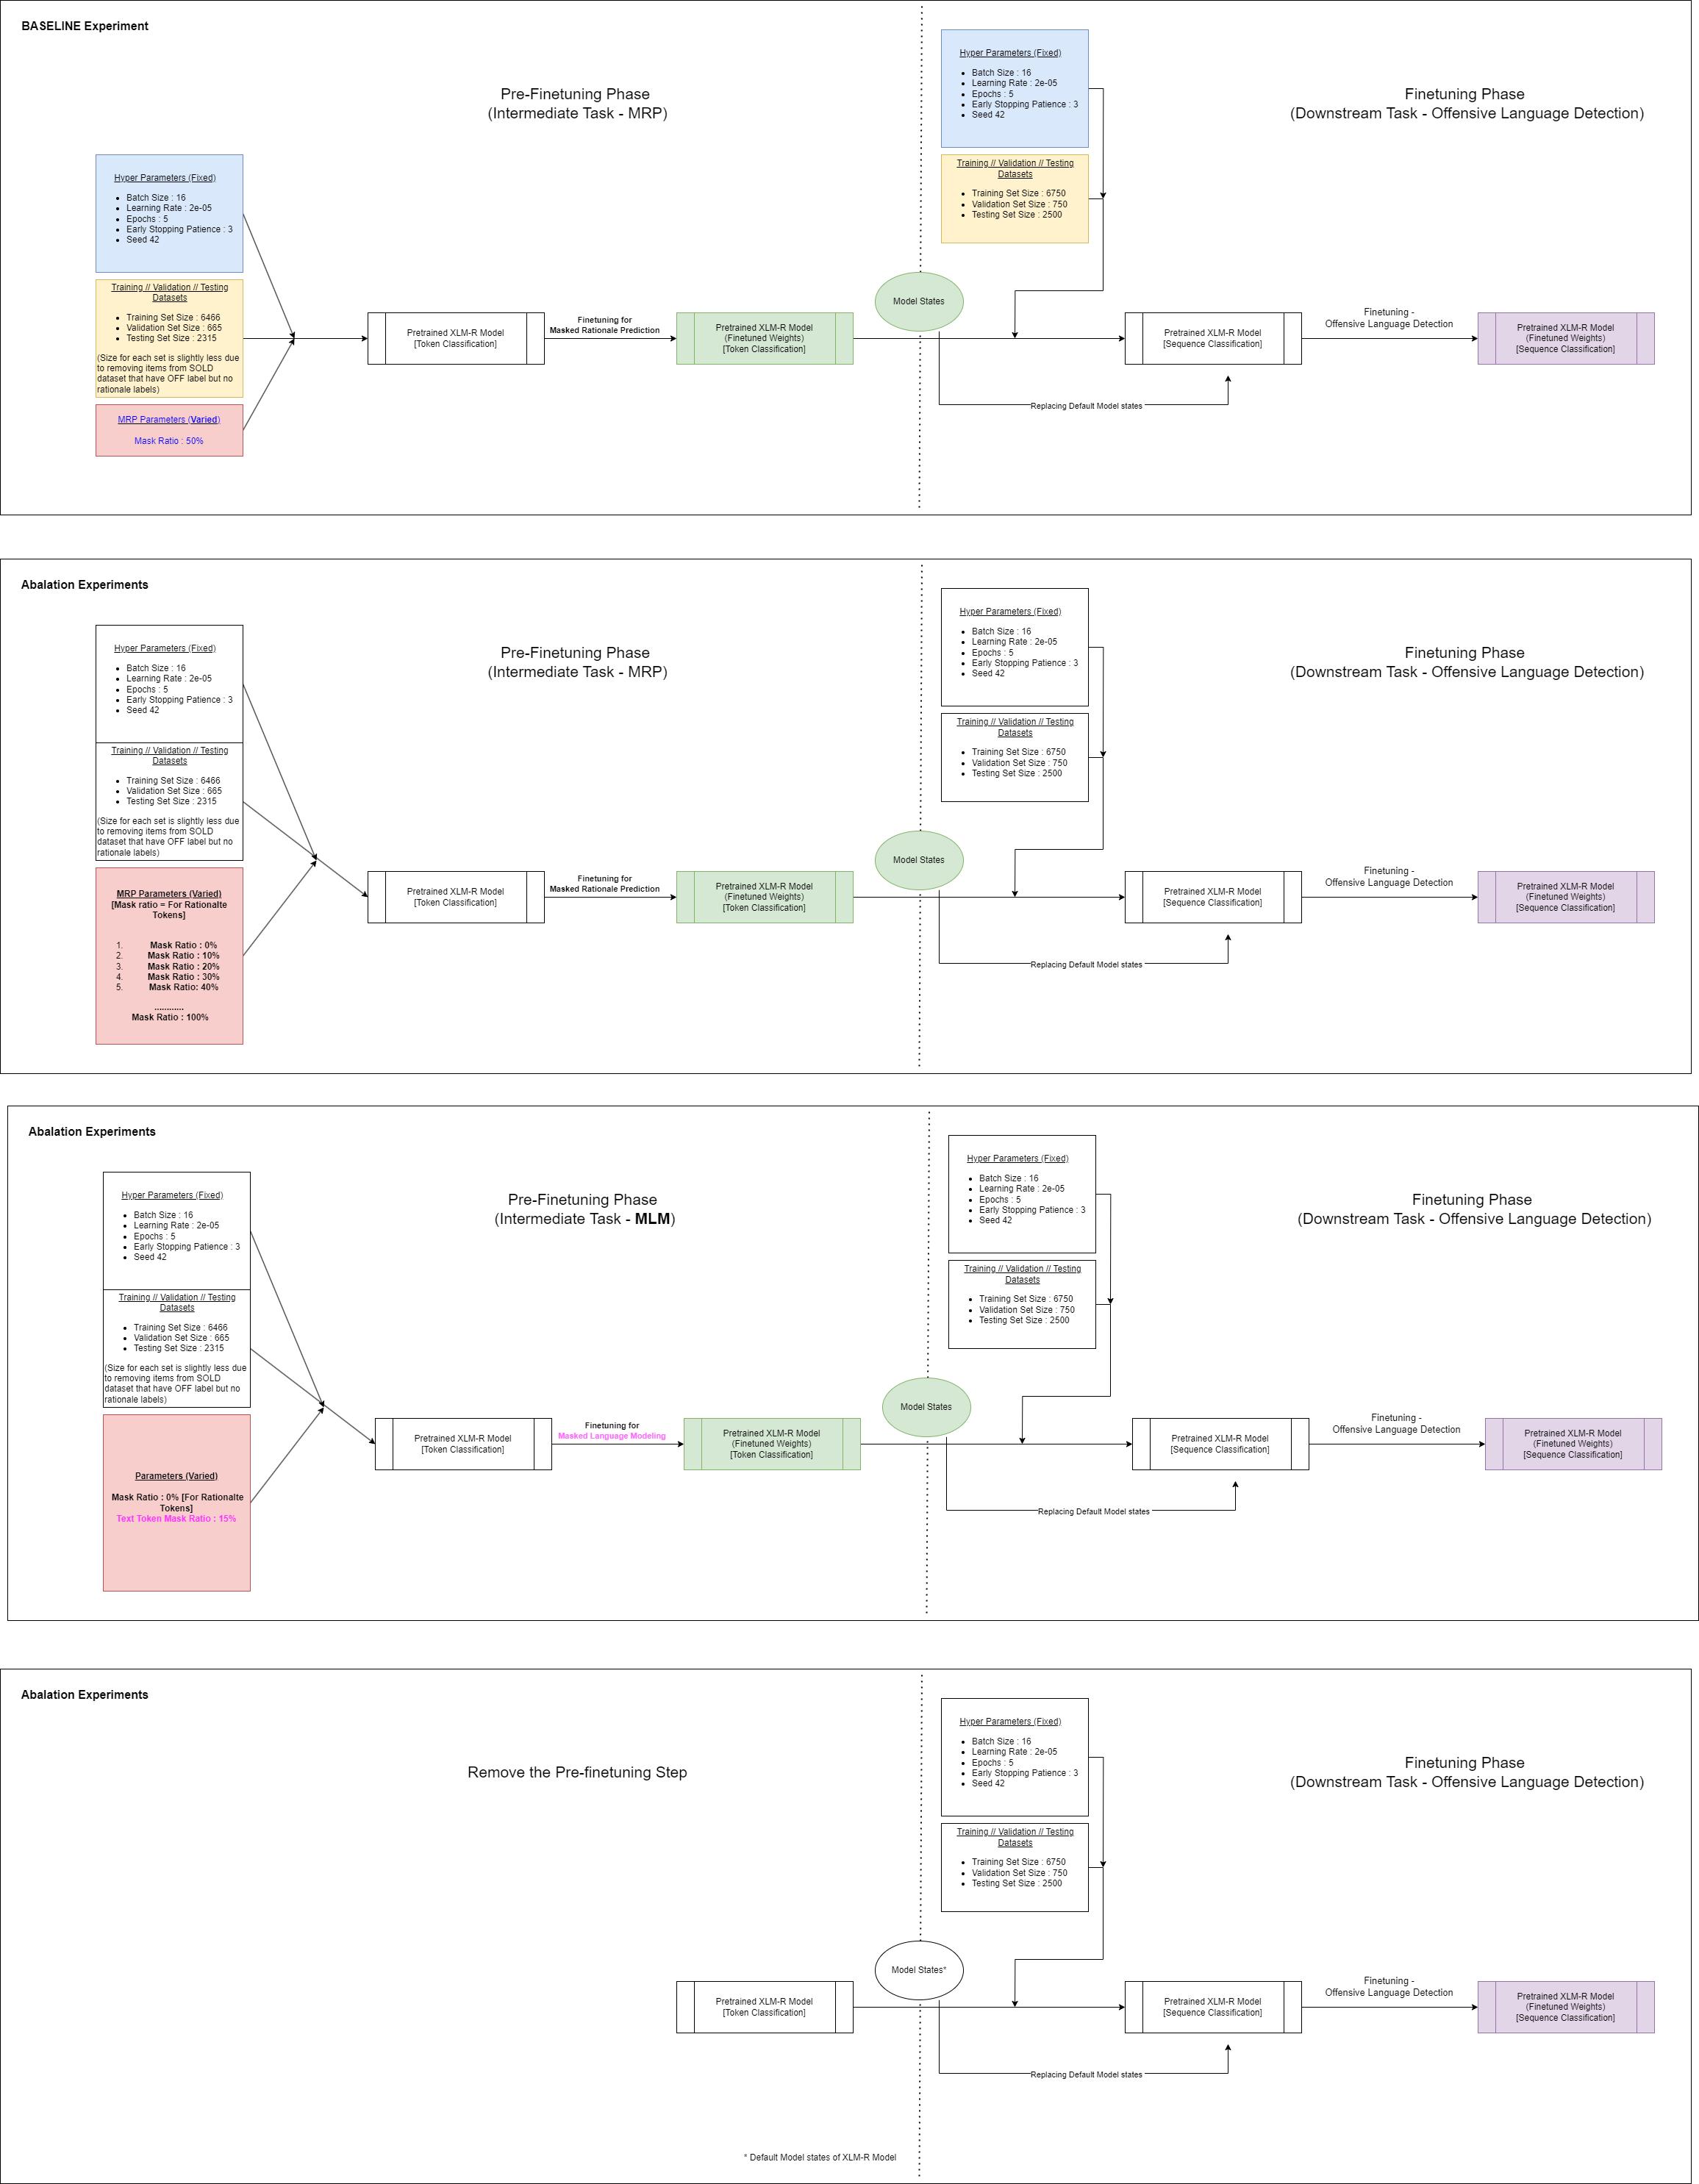 BASELINE Experiment
Pre-Finetuning Phase
(Intermediate Task - MRP)
Finetuning Phase
(Downstream Task - Offensive Language Detection)
Hyper Parameters (Fixed)
Batch Size : 16
Learning Rate : 2e-05
Epochs : 5
Early Stopping Patience : 3
Seed 42
Training // Validation // Testing
Datasets
Training Set Size : 6750
Validation Set Size : 750
Testing Set Size : 2500
Hyper Parameters (Fixed)
Batch Size : 16
Learning Rate : 2e-05
Epochs : 5
Early Stopping Patience : 3
Seed 42
Training // Validation // Testing
Datasets
Training Set Size : 6466
Validation Set Size : 665
Testing Set Size : 2315
(Size for each set is slightly less due
to removing items from SOLD
dataset that have OFF label but no
rationale labels)
MRP Parameters (Varied)
Mask Ratio : 50%
Pretrained XLM-R Model
[Token Classification]
Finetuning for
Masked Rationale Prediction
Pretrained XLM-R Model
(Finetuned Weights)
[Token Classification]
Model States
Replacing Default Model states
Pretrained XLM-R Model
[Sequence Classification]
Finetuning -
Offensive Language Detection
Pretrained XLM-R Model
(Finetuned Weights)
[Sequence Classification]
Abalation Experiments
Pre-Finetuning Phase
(Intermediate Task - MRP)
Finetuning Phase
(Downstream Task - Offensive Language Detection)
Hyper Parameters (Fixed)
Batch Size : 16
Learning Rate : 2e-05
Epochs : 5
Early Stopping Patience : 3
Seed 42
Training // Validation // Testing
Datasets
Training Set Size : 6750
Validation Set Size : 750
Testing Set Size : 2500
Hyper Parameters (Fixed)
Batch Size : 16
Learning Rate : 2e-05
Epochs : 5
Early Stopping Patience : 3
Seed 42
Training // Validation // Testing
Datasets
Training Set Size : 6466
Validation Set Size : 665
Testing Set Size : 2315
(Size for each set is slightly less due
to removing items from SOLD
dataset that have OFF label but no
rationale labels)
MRP Parameters (Varied)
[Mask ratio = For Rationalte
Tokens]
1. Mask Ratio : 0%
2. Mask Ratio : 10%
3. Mask Ratio : 20%
4. Mask Ratio : 30%
5. Mask Ratio: 40%
............
Mask Ratio : 100%
Pretrained XLM-R Model
[Token Classification]
Finetuning for
Masked Rationale Prediction
Pretrained XLM-R Model
(Finetuned Weights)
[Token Classification]
Model States
Replacing Default Model states
Pretrained XLM-R Model
[Sequence Classification]
Finetuning -
Offensive Language Detection
Pretrained XLM-R Model
(Finetuned Weights)
[Sequence Classification]
Abalation Experiments
Pre-Finetuning Phase
(Intermediate Task - MLM)
Finetuning Phase
(Downstream Task - Offensive Language Detection)
Hyper Parameters (Fixed)
Batch Size : 16
Learning Rate : 2e-05
Epochs : 5
Early Stopping Patience : 3
Seed 42
Training // Validation // Testing
Datasets
Training Set Size : 6750
Validation Set Size : 750
Testing Set Size : 2500
Hyper Parameters (Fixed)
Batch Size : 16
Learning Rate : 2e-05
Epochs : 5
Early Stopping Patience : 3
Seed 42
Training // Validation // Testing
Datasets
Training Set Size : 6466
Validation Set Size : 665
Testing Set Size : 2315
(Size for each set is slightly less due
to removing items from SOLD
dataset that have OFF label but no
rationale labels)
Parameters (Varied)
Mask Ratio : 0% [For Rationalte
Tokens]
Text Token Mask Ratio : 15%
Pretrained XLM-R Model
[Token Classification]
Finetuning for
Masked Language Modeling
Pretrained XLM-R Model
(Finetuned Weights)
[Token Classification]
Model States
Replacing Default Model states
Pretrained XLM-R Model
[Sequence Classification]
Finetuning -
Offensive Language Detection
Pretrained XLM-R Model
(Finetuned Weights)
[Sequence Classification]
Abalation Experiments
Remove the Pre-finetuning Step
Finetuning Phase
(Downstream Task - Offensive Language Detection)
Hyper Parameters (Fixed)
Batch Size : 16
Learning Rate : 2e-05
Epochs : 5
Early Stopping Patience : 3
Seed 42
Training // Validation // Testing
Datasets
Training Set Size : 6750
Validation Set Size : 750
Testing Set Size : 2500
Model States*
Pretrained XLM-R Model
[Token Classification]
Replacing Default Model states
Pretrained XLM-R Model
[Sequence Classification]
Finetuning -
Offensive Language Detection
Pretrained XLM-R Model
(Finetuned Weights)
[Sequence Classification]
* Default Model states of XLM-R Model